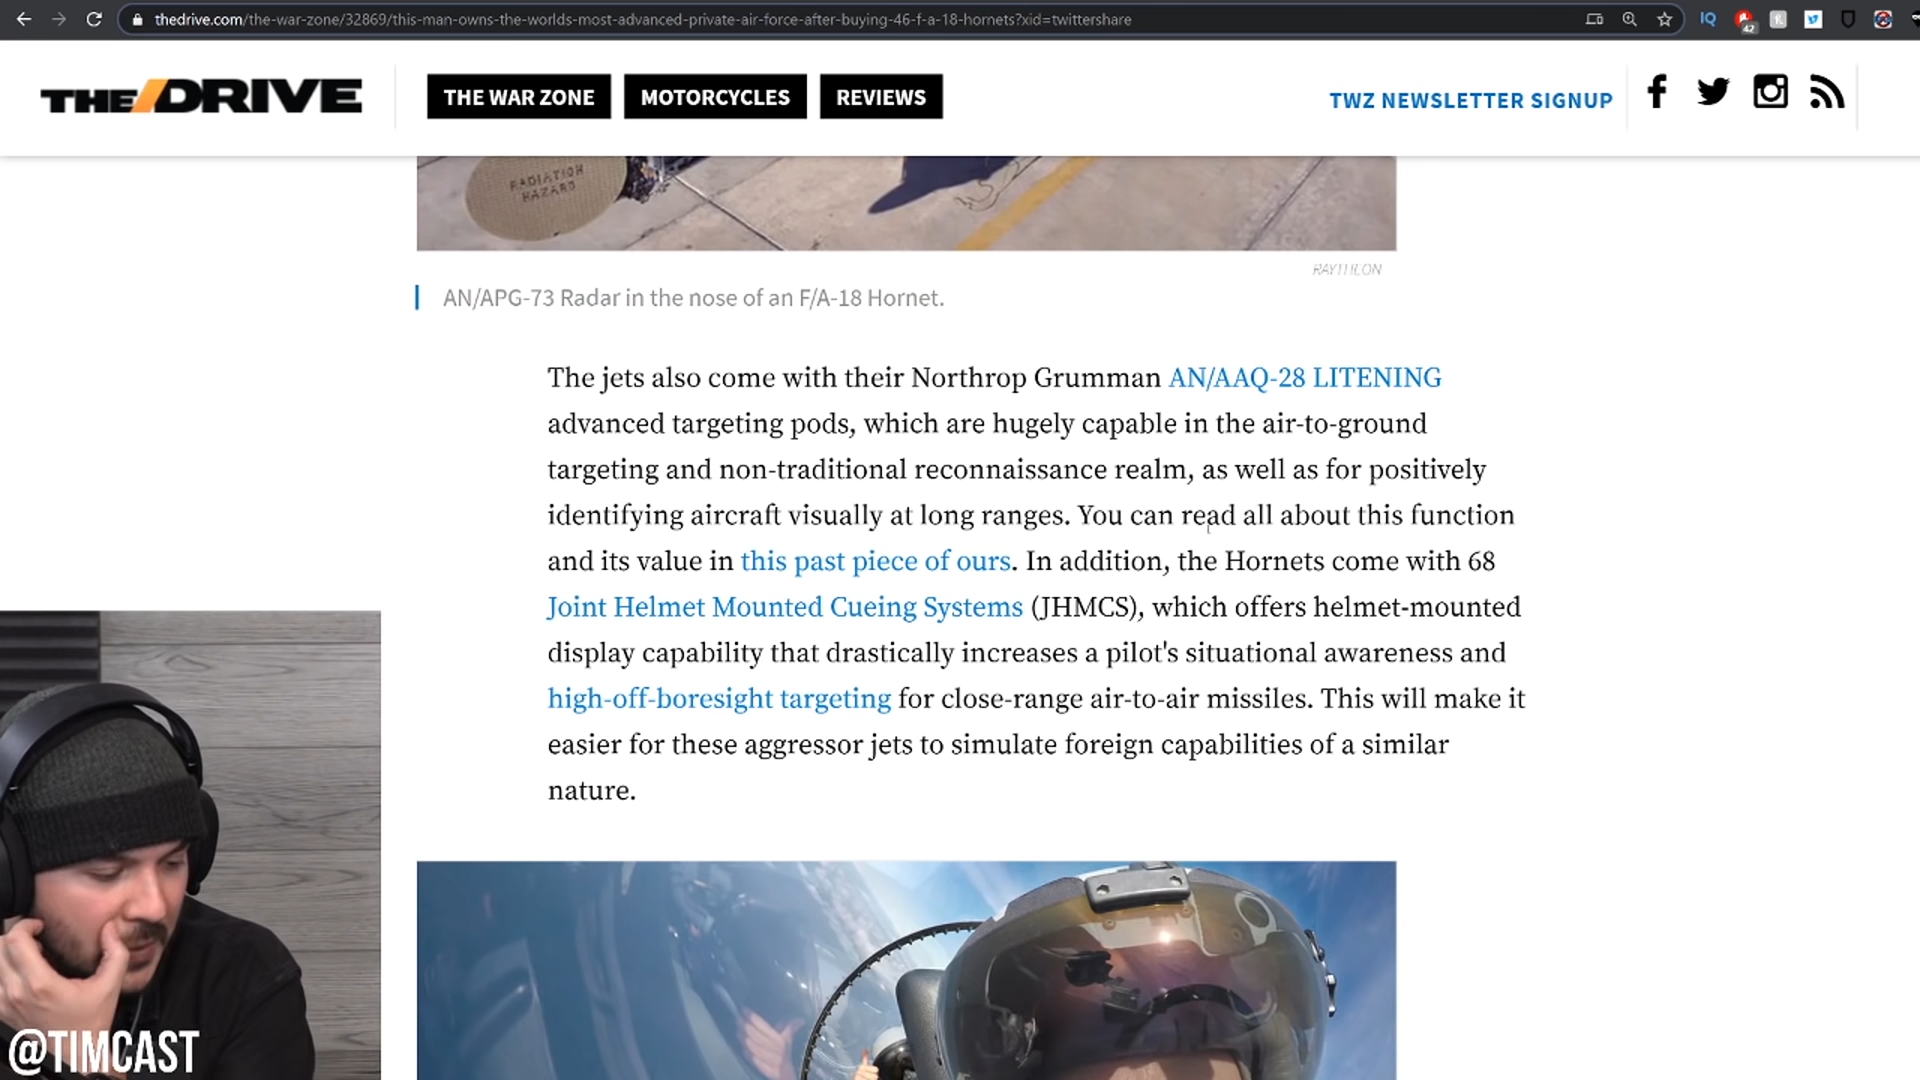 thedrive.com/the-war-zone/32869/this-man-owns-the-worlds-most-advanced-private-air-force-after-buying-46-f-a-18-hornets?xid=twittershare
IQ
42
THE DRIVE
THE WAR ZONE
MOTORCYCLES
REVIEWS
TWZ NEWSLETTER SIGNUP
RADIATION
HAZARD
RAYTHEON
AN/APG-73 Radar in the nose of an F/A-18 Hornet.
The jets also come with their Northrop Grumman AN/AAQ-28 LITENING
advanced targeting pods, which are hugely capable in the air-to-ground
targeting and non-traditional reconnaissance realm, as well as for positively
identifying aircraft visually at long ranges. You can read all about this function
and its value in this past piece of ours. In addition, the Hornets come with 68
Joint Helmet Mounted Cueing Systems (JHMCS), which offers helmet-mounted
display capability that drastically increases a pilot's situational awareness and
high-off-boresight targeting for close-range air-to-air missiles. This will make it
easier for these aggressor jets to simulate foreign capabilities of a similar
nature.
@TIMCAST